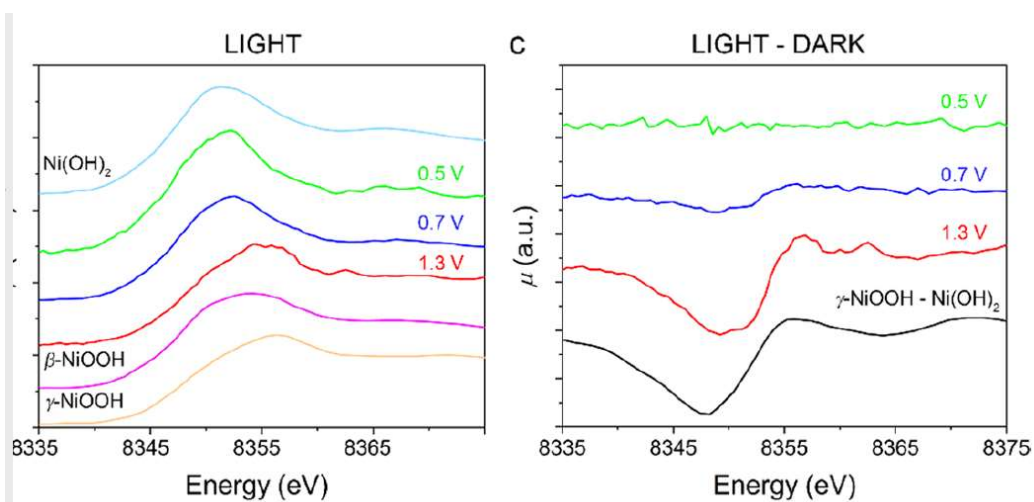 LIGHT
Ni(OH)₂
0.5 V
0.7 V
1.3 V
β-NiOOH
γ-NiOOH
8335 8345 8355 8365
Energy (eV)
c
LIGHT - DARK
μ (a.u.)
0.5 V
0.7 V
1.3 V
γ-NiOOH - Ni(OH)₂
8335 8345 8355 8365 8375
Energy (eV)